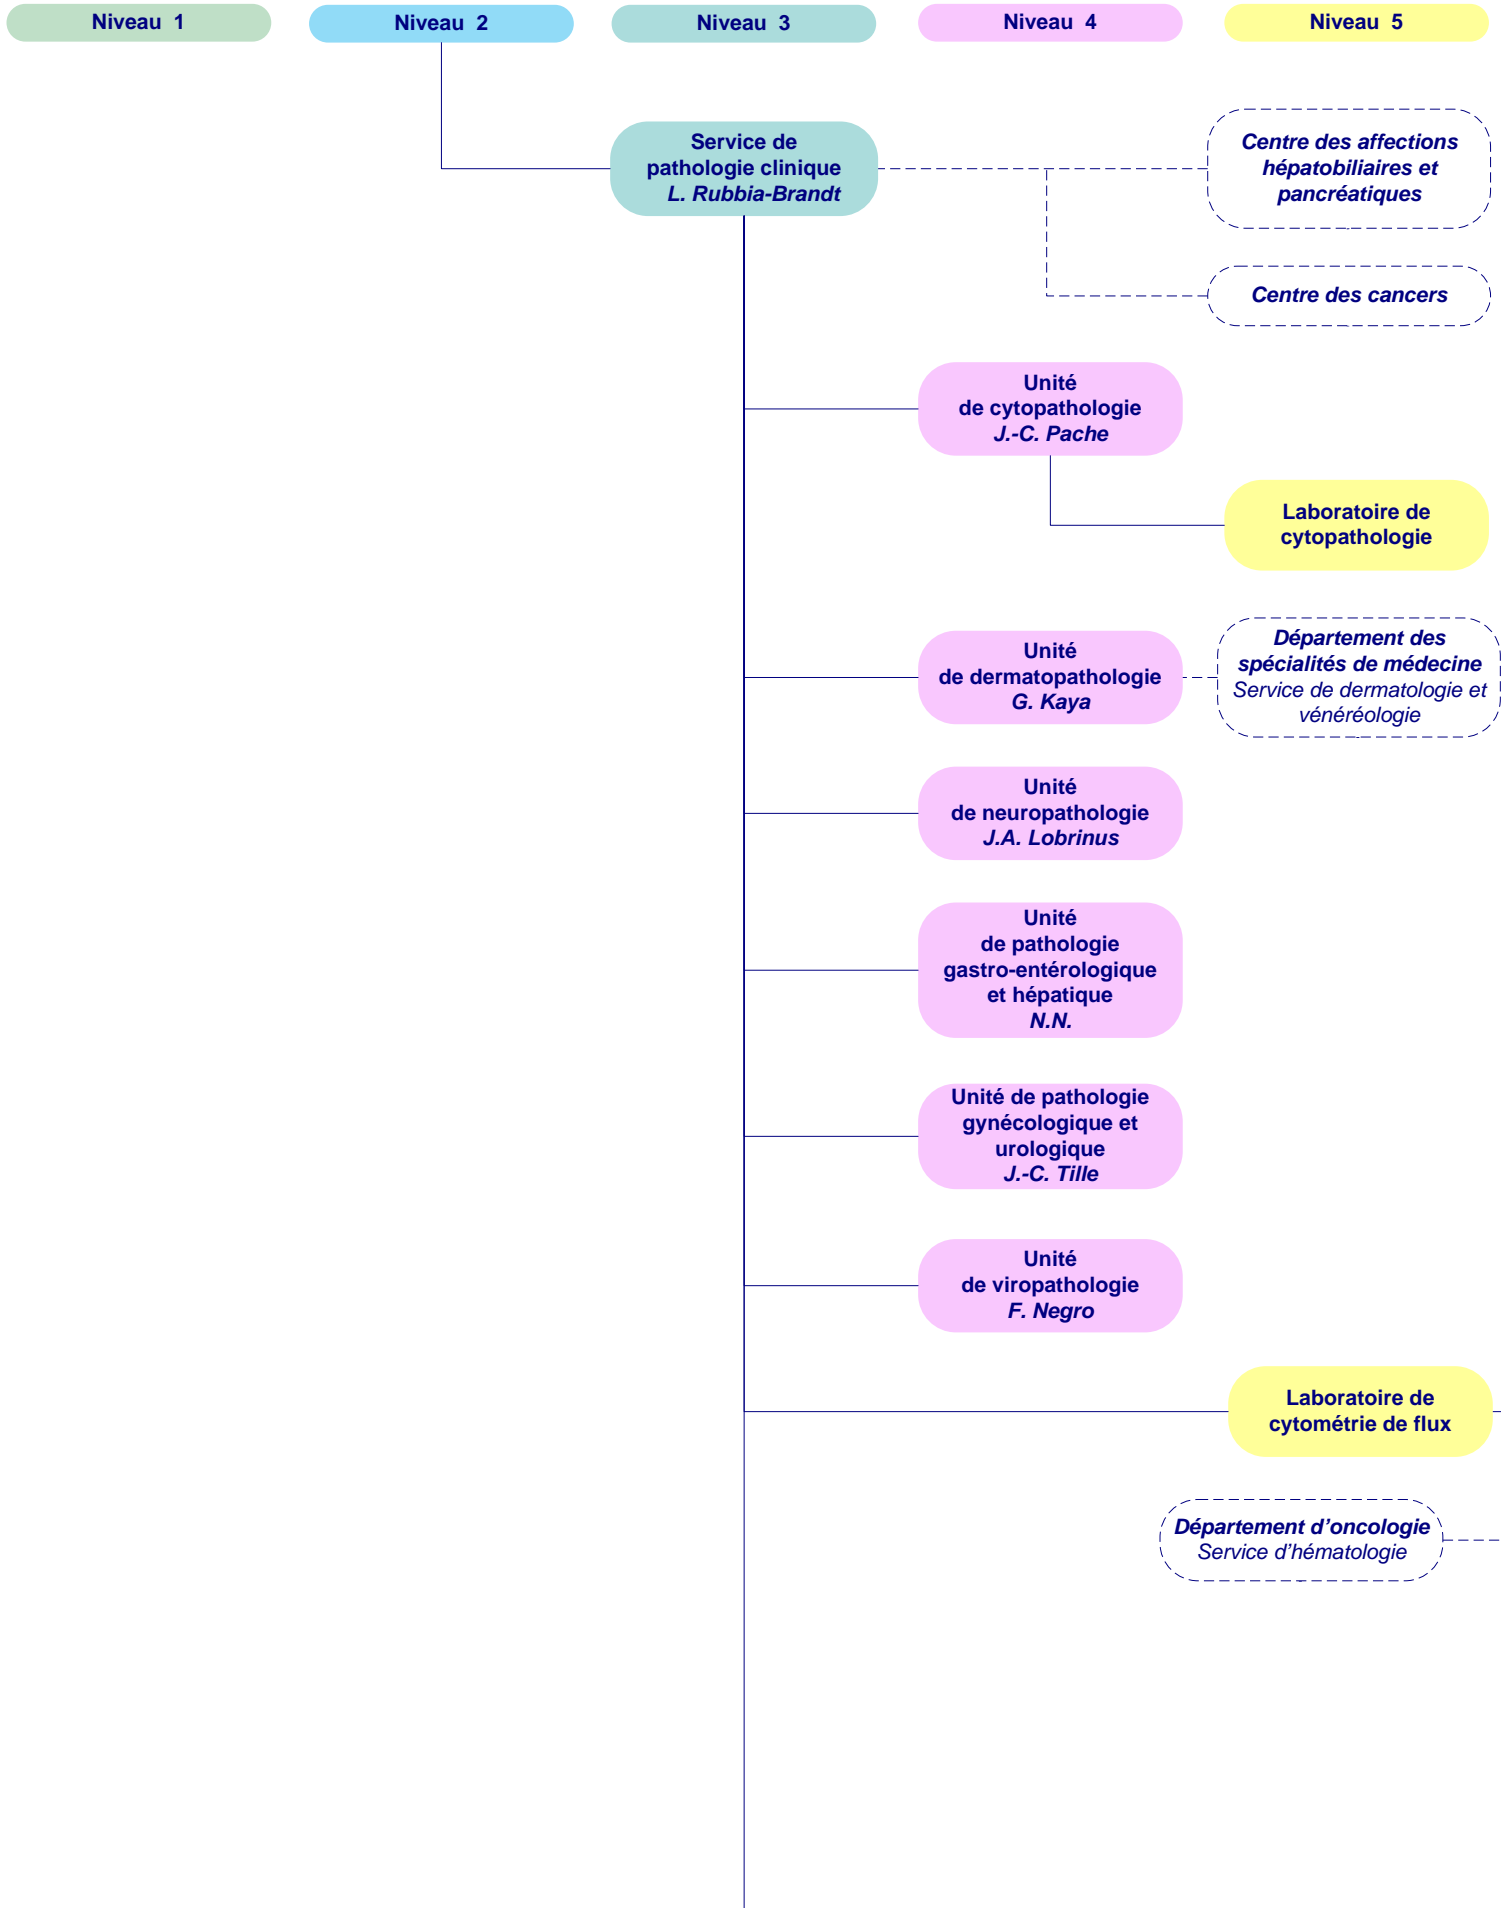 Niveau 1
Niveau 2
Niveau 3
Niveau 4
Niveau 5
Service de
pathologie clinique
L. Rubbia-Brandt
Centre des affections
hépatobiliaires et
pancréatiques
Centre des cancers
Unité
de cytopathologie
J.-C. Pache
Laboratoire de
cytopathologie
Unité
de dermatopathologie
G. Kaya
Département des
spécialités de médecine
Service de dermatologie et
vénéréologie
Unité
de neuropathologie
J.A. Lobrinus
Unité
de pathologie
gastro-entérologique
et hépatique
N.N.
Unité de pathologie
gynécologique et
urologique
J.-C. Tille
Unité
de viropathologie
F. Negro
Laboratoire de
cytométrie de flux
Département d’oncologie
Service d’hématologie